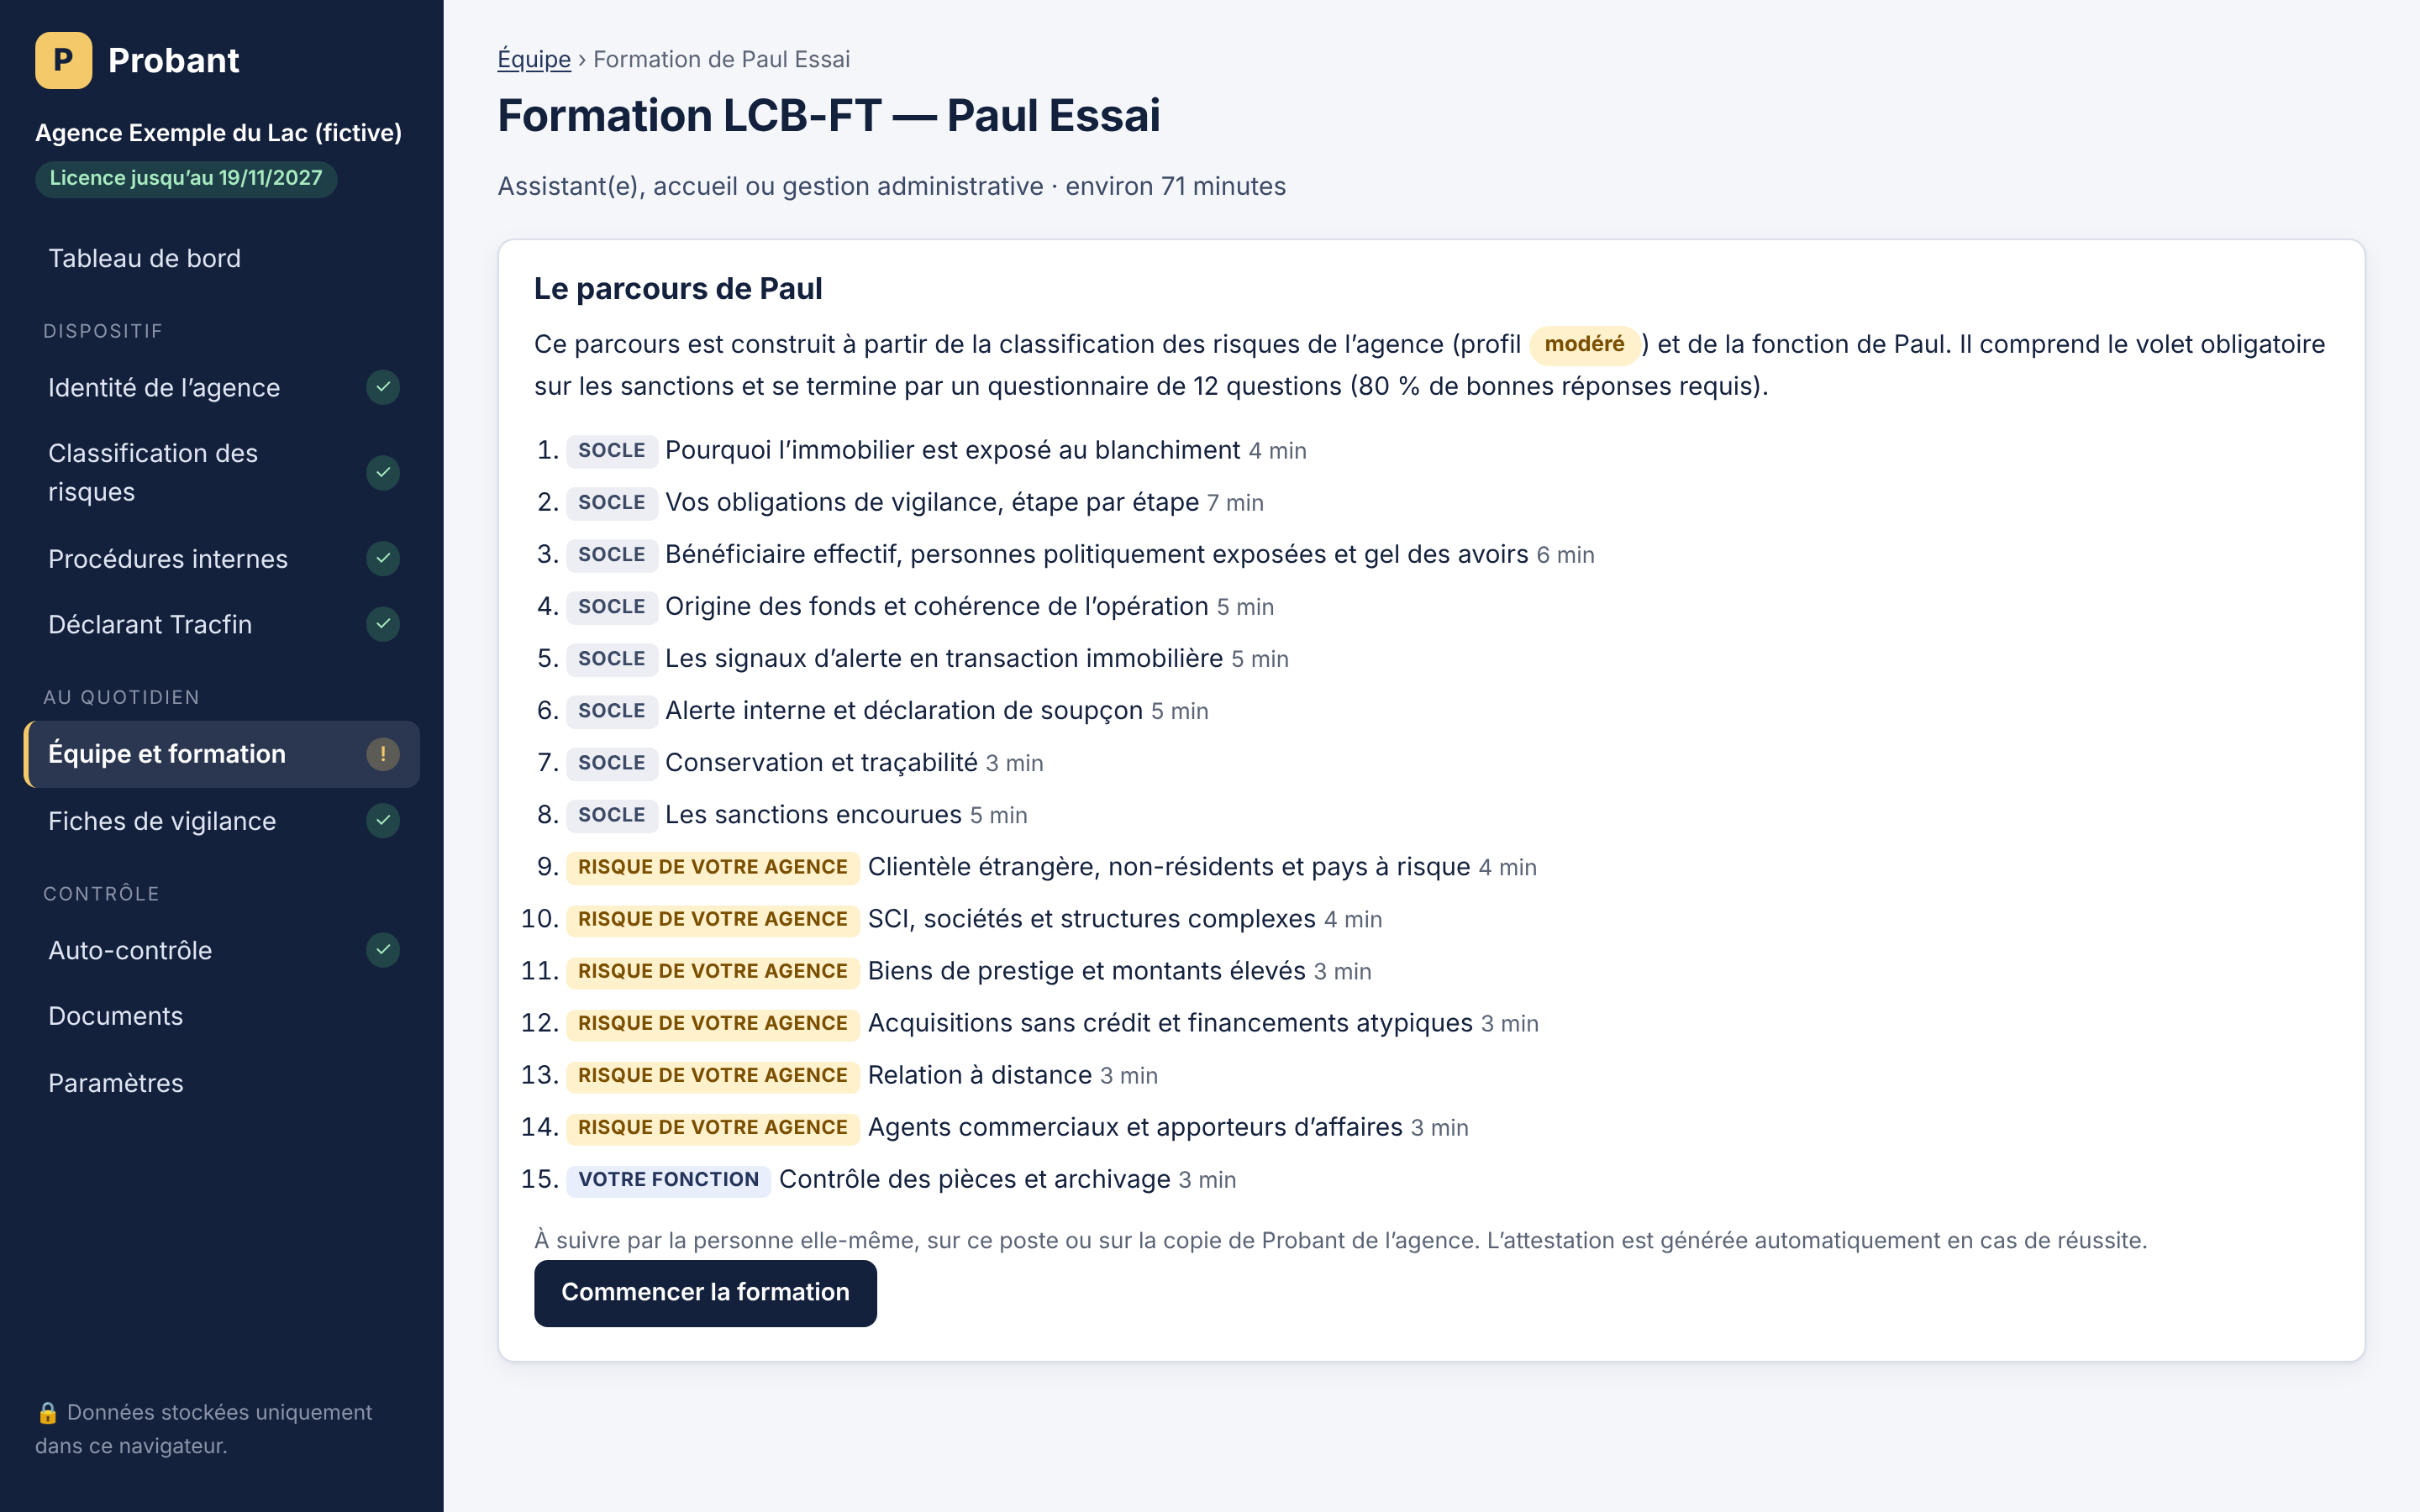 P Probant
Agence Exemple du Lac (fictive)
Licence jusqu’au 19/11/2027
Tableau de bord
DISPOSITIF
Identité de l’agence
Classification des
risques
Procédures internes
Déclarant Tracfin
AU QUOTIDIEN
Équipe et formation !
Fiches de vigilance
CONTRÔLE
Auto-contrôle
Documents
Paramètres
🔒 Données stockées uniquement
dans ce navigateur.
Équipe › Formation de Paul Essai
Formation LCB-FT — Paul Essai
Assistant(e), accueil ou gestion administrative · environ 71 minutes
Le parcours de Paul
Ce parcours est construit à partir de la classification des risques de l’agence (profil modéré) et de la fonction de Paul. Il comprend le volet obligatoire
sur les sanctions et se termine par un questionnaire de 12 questions (80 % de bonnes réponses requis).
1. SOCLE Pourquoi l’immobilier est exposé au blanchiment 4 min
2. SOCLE Vos obligations de vigilance, étape par étape 7 min
3. SOCLE Bénéficiaire effectif, personnes politiquement exposées et gel des avoirs 6 min
4. SOCLE Origine des fonds et cohérence de l’opération 5 min
5. SOCLE Les signaux d’alerte en transaction immobilière 5 min
6. SOCLE Alerte interne et déclaration de soupçon 5 min
7. SOCLE Conservation et traçabilité 3 min
8. SOCLE Les sanctions encourues 5 min
9. RISQUE DE VOTRE AGENCE Clientèle étrangère, non-résidents et pays à risque 4 min
10. RISQUE DE VOTRE AGENCE SCI, sociétés et structures complexes 4 min
11. RISQUE DE VOTRE AGENCE Biens de prestige et montants élevés 3 min
12. RISQUE DE VOTRE AGENCE Acquisitions sans crédit et financements atypiques 3 min
13. RISQUE DE VOTRE AGENCE Relation à distance 3 min
14. RISQUE DE VOTRE AGENCE Agents commerciaux et apporteurs d’affaires 3 min
15. VOTRE FONCTION Contrôle des pièces et archivage 3 min
À suivre par la personne elle-même, sur ce poste ou sur la copie de Probant de l’agence. L’attestation est générée automatiquement en cas de réussite.
Commencer la formation